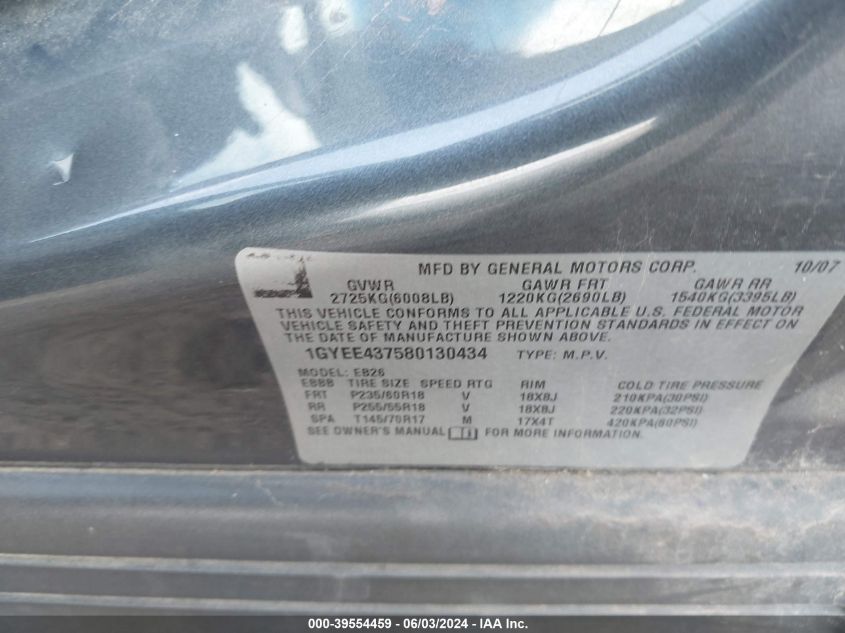 MFD BY GENERAL MOTORS CORP. 10/07
GVWR GAWR FRT GAWR RR
2725KG(6008LB) 1220KG(2690LB) 1540KG(3395LB)
THIS VEHICLE CONFORMS TO ALL APPLICABLE U.S. FEDERAL MOTOR
VEHICLE SAFETY AND THEFT PREVENTION STANDARDS IN EFFECT ON
THE DATE OF MANUFACTURE SHOWN ABOVE.
1GYEE437580130434 TYPE: M.P.V.
MODEL: EB26
EBBB TIRE SIZE SPEED RTG RIM COLD TIRE PRESSURE
FRT P235/60R18 V 18X8J 210KPA(30PSI)
RR P255/55R18 V 18X8J 220KPA(32PSI)
SPA T145/70R17 M 17X4T 420KPA(60PSI)
SEE OWNER'S MANUAL FOR MORE INFORMATION.
000-39554459 | 06/03/2024 - IAA Inc.